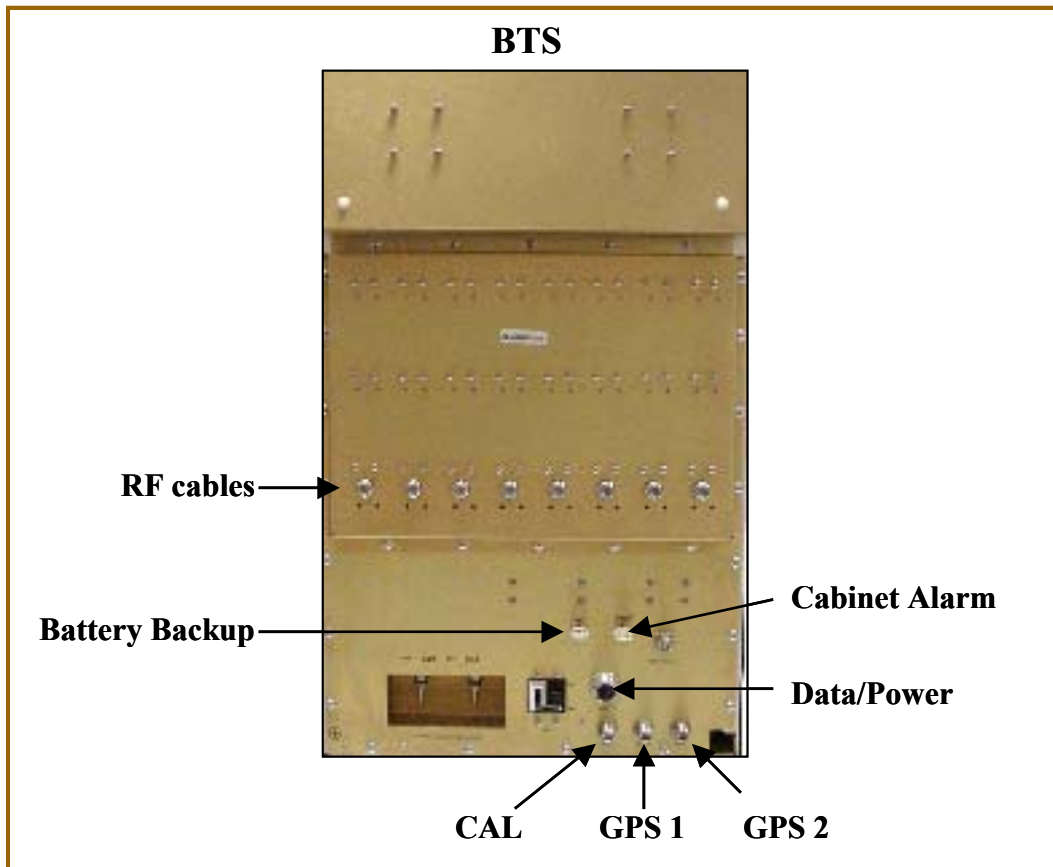 BTS
RF cables
Battery Backup
Cabinet Alarm
Data/Power
CAL
GPS 1
GPS 2